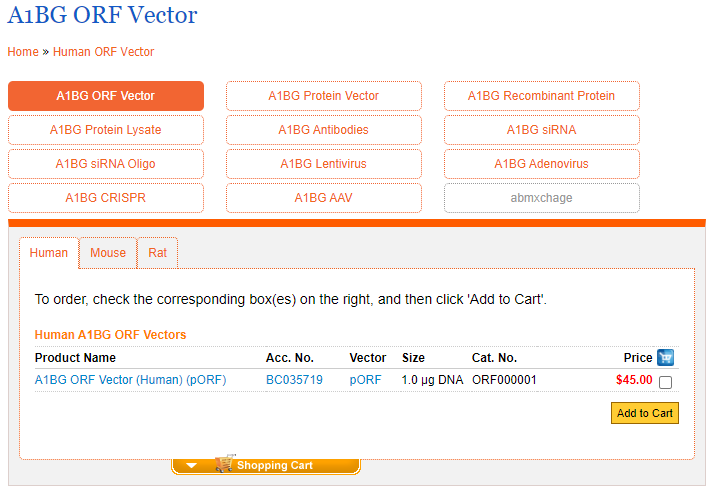 A1BG ORF Vector
Home » Human ORF Vector
A1BG ORF Vector A1BG Protein Vector A1BG Recombinant Protein
A1BG Protein Lysate A1BG Antibodies A1BG siRNA
A1BG siRNA Oligo A1BG Lentivirus A1BG Adenovirus
A1BG CRISPR A1BG AAV abmxchage
Human Mouse Rat
To order, check the corresponding box(es) on the right, and then click 'Add to Cart'.
Human A1BG ORF Vectors
Product Name Acc. No. Vector Size Cat. No. Price
A1BG ORF Vector (Human) (pORF) BC035719 pORF 1.0 µg DNA ORF000001 $45.00
Add to Cart
Shopping Cart